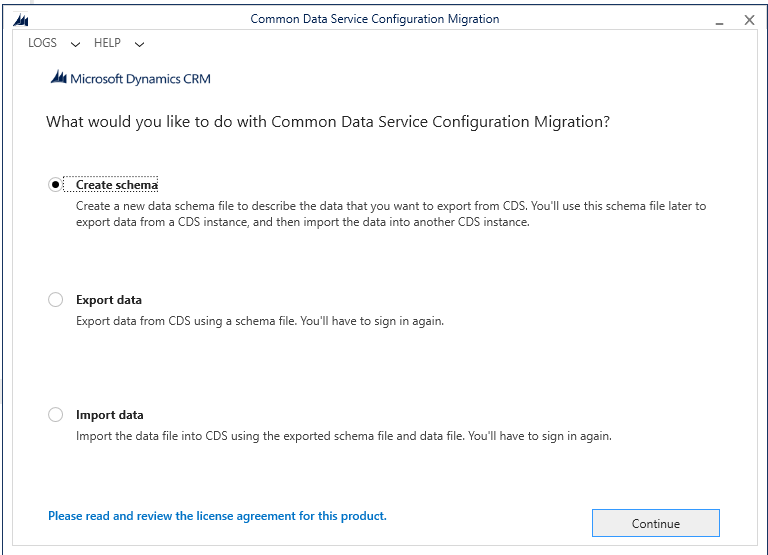 Common Data Service Configuration Migration
LOGS HELP
Microsoft Dynamics CRM
What would you like to do with Common Data Service Configuration Migration?
Create schema
Create a new data schema file to describe the data that you want to export from CDS. You'll use this schema file later to
export data from a CDS instance, and then import the data into another CDS instance.
Export data
Export data from CDS using a schema file. You'll have to sign in again.
Import data
Import the data file into CDS using the exported schema file and data file. You'll have to sign in again.
Please read and review the license agreement for this product.
Continue